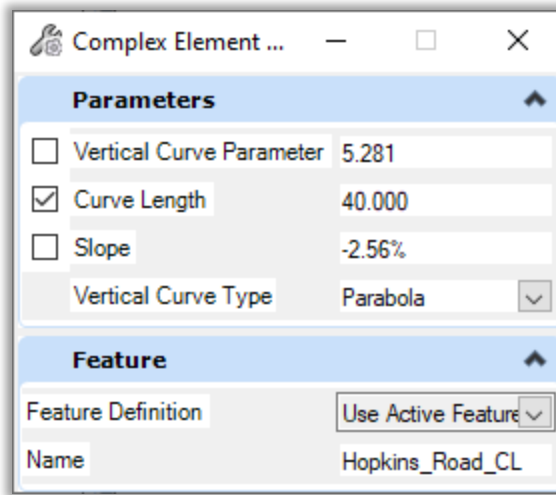 Complex Element ...
Parameters
Vertical Curve Parameter 5.281
Curve Length 40.000
Slope -2.56%
Vertical Curve Type Parabola
Feature
Feature Definition Use Active Feature
Name Hopkins_Road_CL